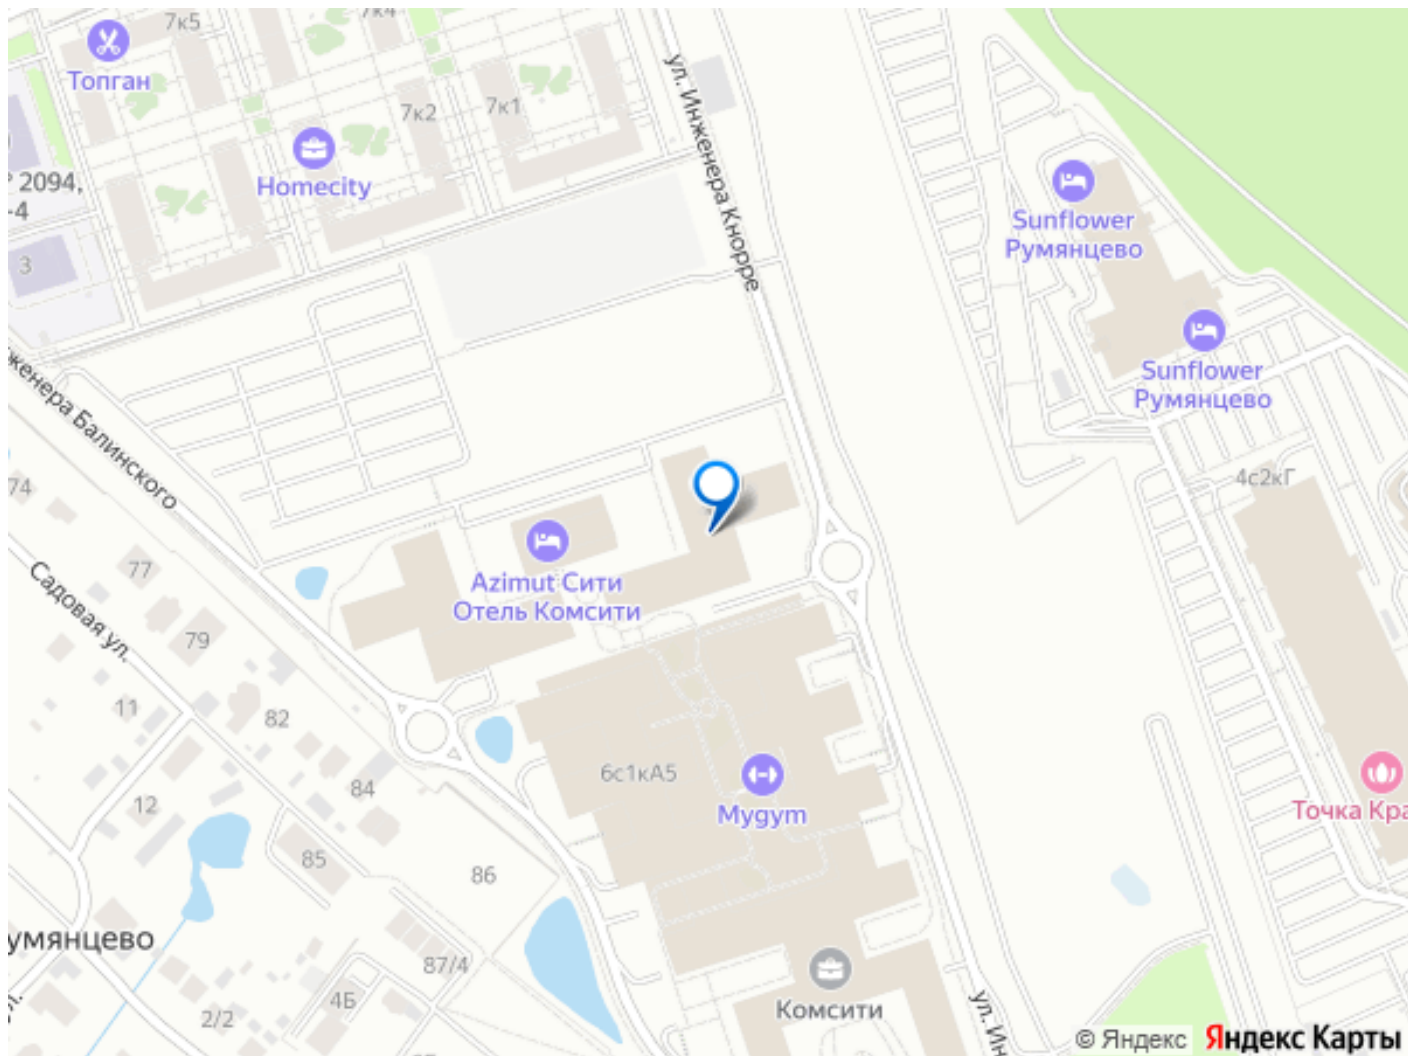 7к5
7к4
Топган
7к2
7к1
Homecity
2094,
-4
3
ул. Инженера Кнорре
Sunflower
Румянцево
Sunflower
Румянцево
женера Балинского
74
4с2кГ
77
Azimut Сити
Отель Комсити
Садовая ул.
79
11
82
6с1кА5
84
Mygym
12
Точка Кра
85
86
умянцево
87/4
Комсити
4Б
2/2
ул. Ин
© Яндекс Яндекс Карты